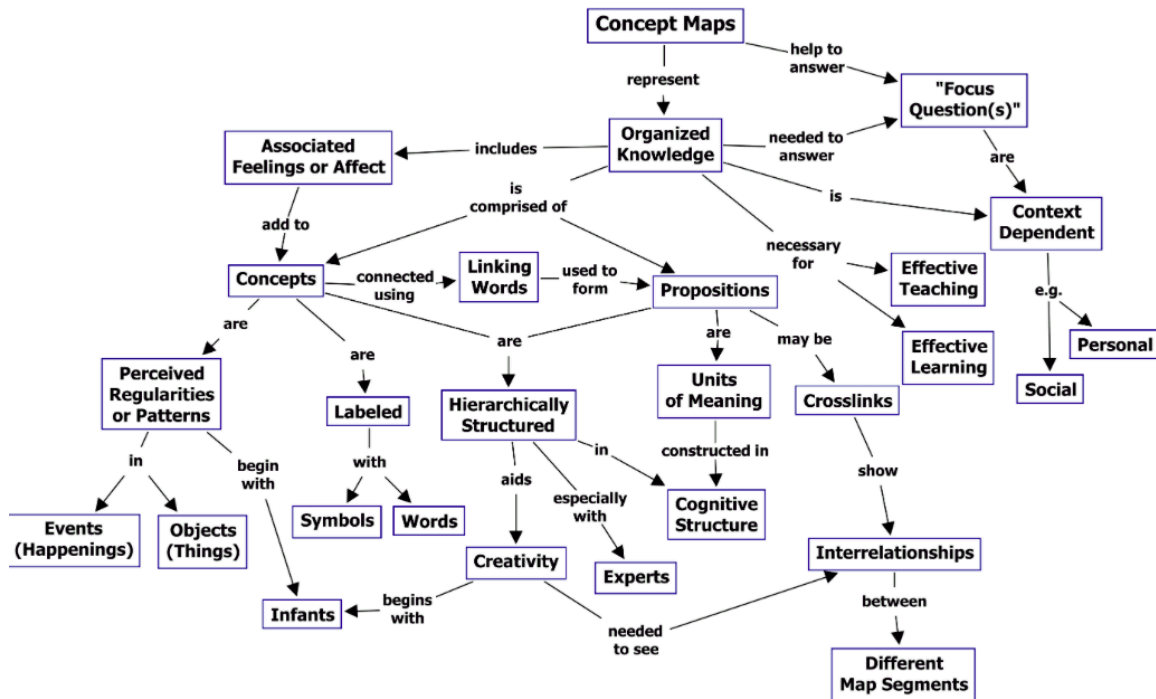 Concept Maps
help to
answer
represent
"Focus
Question(s)"
Organized
Knowledge
needed to
answer
Associated
Feelings or Affect
includes
are
is
comprised of
is
Context
Dependent
add to
necessary
for
Concepts
connected
using
Linking
Words
used to
form
Propositions
Effective
Teaching
e.g.
are
are
are
are
may be
Personal
Effective
Learning
Social
Perceived
Regularities
or Patterns
Labeled
Hierarchically
Structured
Units
of Meaning
Crosslinks
in
begin
with
with
aids
in
constructed in
show
especially
with
Events
(Happenings)
Objects
(Things)
Symbols
Words
Cognitive
Structure
Creativity
Experts
Interrelationships
Infants
begins
with
needed
to see
between
Different
Map Segments